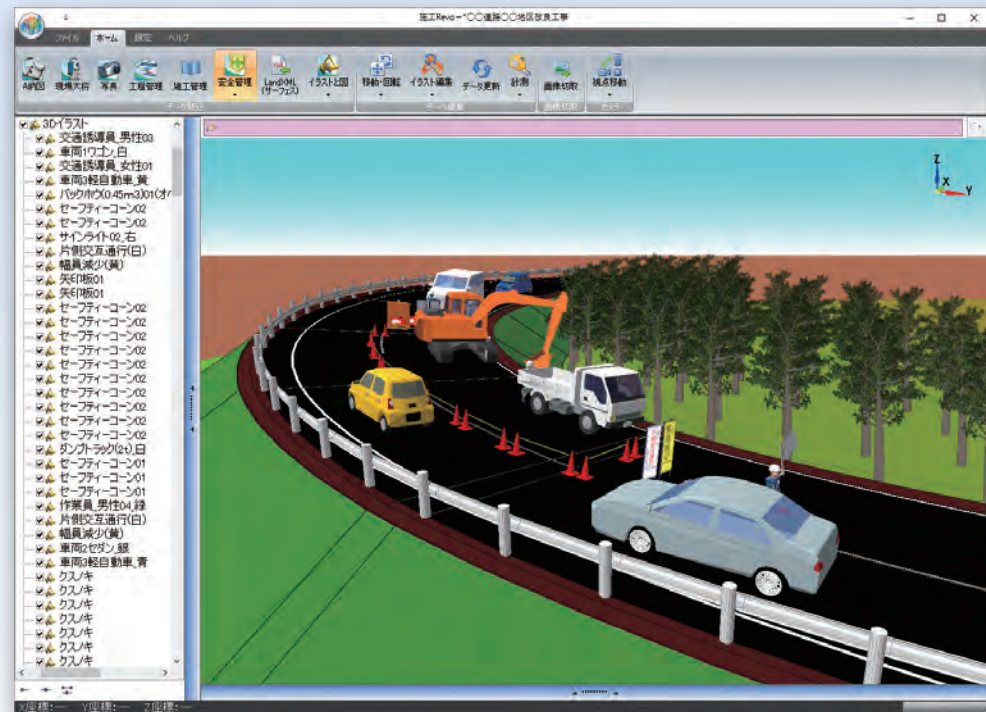 施工Revo - *○○道路○○地区改良工事
ファイル ホーム 設定 ヘルプ
A納図 現場大将 写真 工程管理 施工管理 安全管理 LandXML (サーフェス) イラスト上図 移動・回転 イラスト編集 データ更新 計測 画像切取 視点移動
データ取込 データ編集 画像切取 カメラ
3Dイラスト
交通誘導員_男性03
車両1ワゴン_白
交通誘導員_女性01
車両3軽自動車_黄
バックホウ(0.45m3)01(オペ
セーフティーコーン02
セーフティーコーン02
サインライト02_右
片側交互通行(白)
幅員減少(黄)
矢印板01
矢印板01
セーフティーコーン02
セーフティーコーン02
セーフティーコーン02
セーフティーコーン02
セーフティーコーン02
セーフティーコーン02
セーフティーコーン02
セーフティーコーン02
セーフティーコーン02
セーフティーコーン02
ダンプトラック(2t)_白
セーフティーコーン01
セーフティーコーン01
セーフティーコーン01
作業員_男性04_緑
片側交互通行(白)
幅員減少(黄)
車両2セダン_銀
車両3軽自動車_青
クスノキ
クスノキ
クスノキ
クスノキ
クスノキ
クスノキ
クスノキ
Z
X
Y
X座標:― Y座標:― Z座標:―